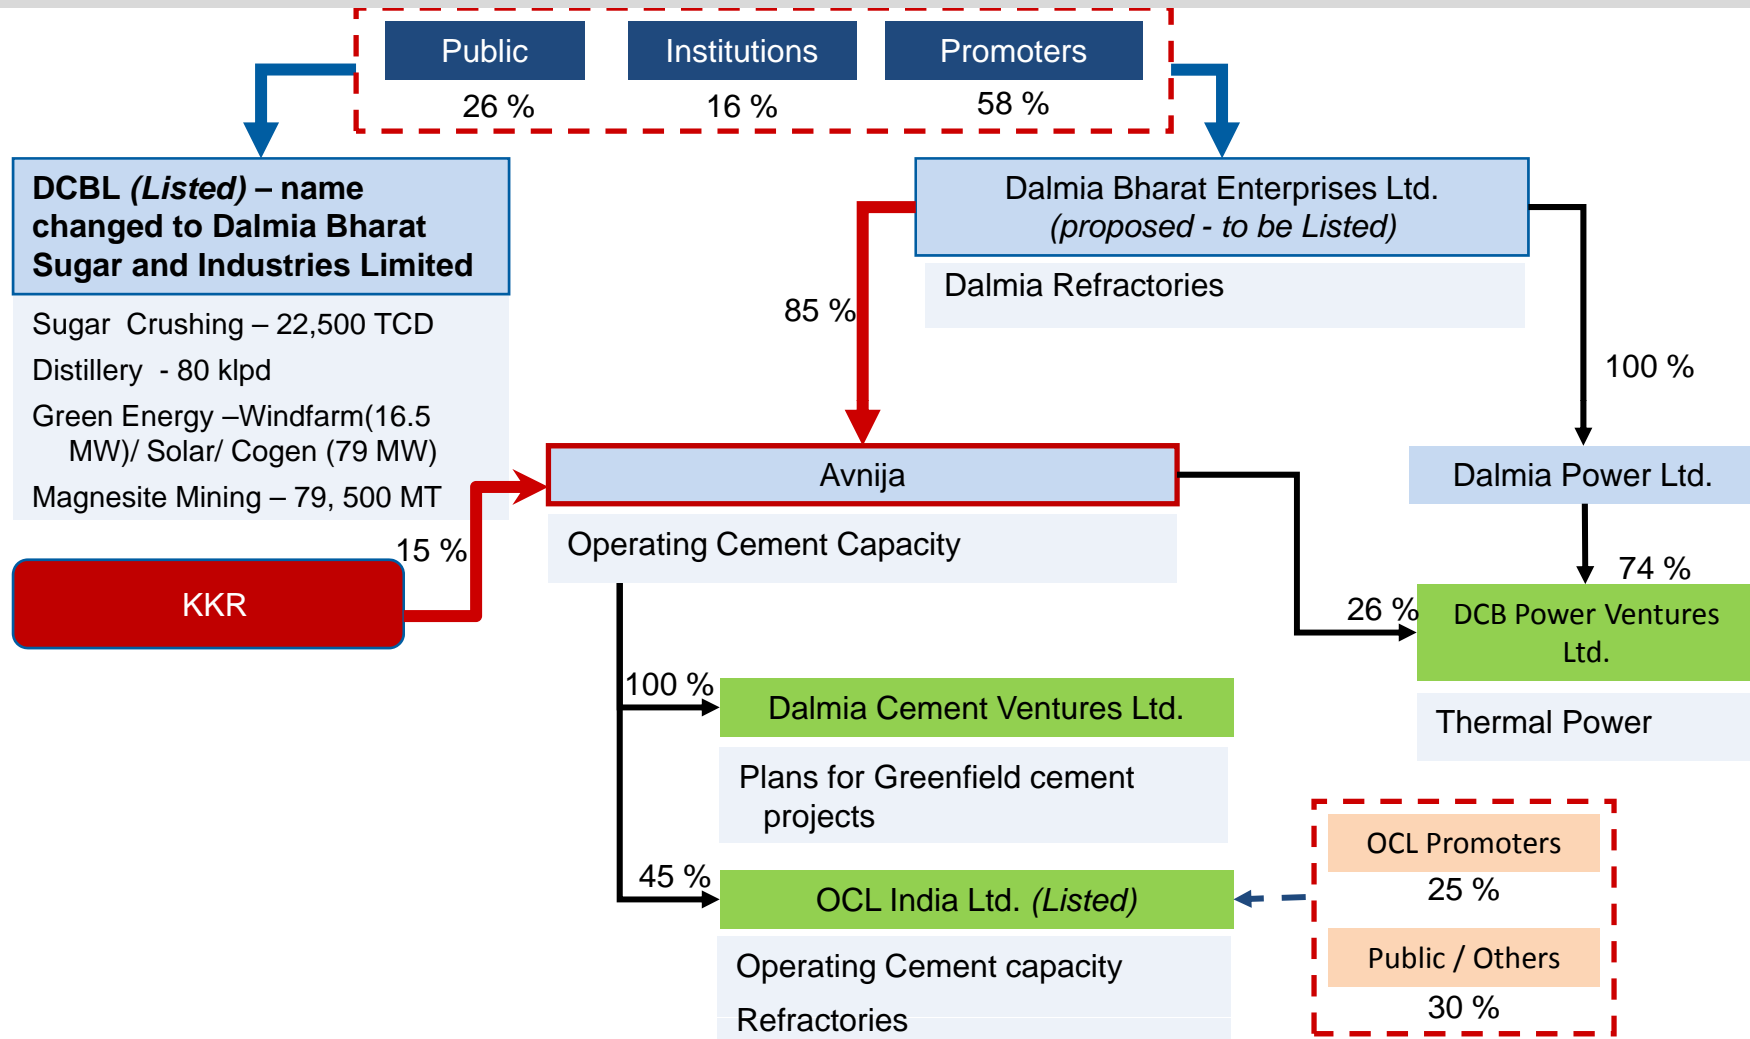 Public
Institutions
Promoters
26 %
16 %
58 %
DCBL (Listed) – name
changed to Dalmia Bharat
Sugar and Industries Limited
Sugar  Crushing – 22,500 TCD
Distillery  - 80 klpd
Green Energy –Windfarm(16.5
MW)/ Solar/ Cogen (79 MW)
Magnesite Mining – 79, 500 MT
Dalmia Bharat Enterprises Ltd.
(proposed - to be Listed)
Dalmia Refractories
85 %
100 %
Avnija
Operating Cement Capacity
Dalmia Power Ltd.
15 %
KKR
74 %
26 %
DCB Power Ventures
Ltd.
Thermal Power
100 %
Dalmia Cement Ventures Ltd.
Plans for Greenfield cement
projects
45 %
OCL India Ltd. (Listed)
Operating Cement capacity
Refractories
OCL Promoters
25 %
Public / Others
30 %